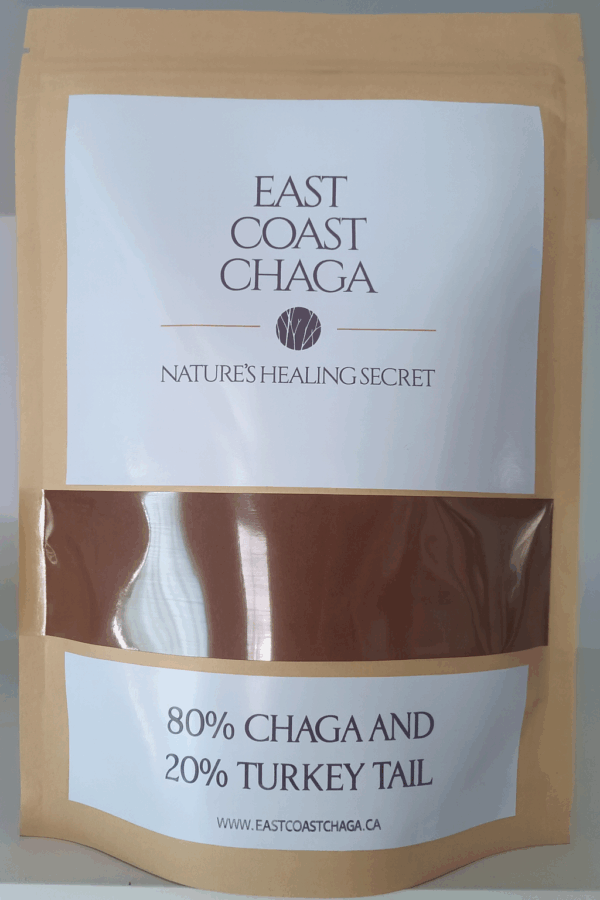 EAST
COAST
CHAGA
NATURE'S HEALING SECRET
80% CHAGA AND
20% TURKEY TAIL
WWW.EASTCOASTCHAGA.CA